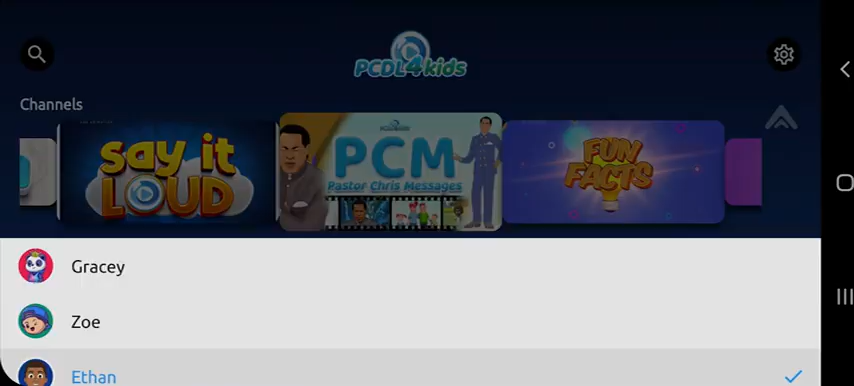 PCDL4kids
Channels
say it
LOUD
PCM
Pastor Chris Messages
FUN
FACTS
Gracey
Zoe
Ethan